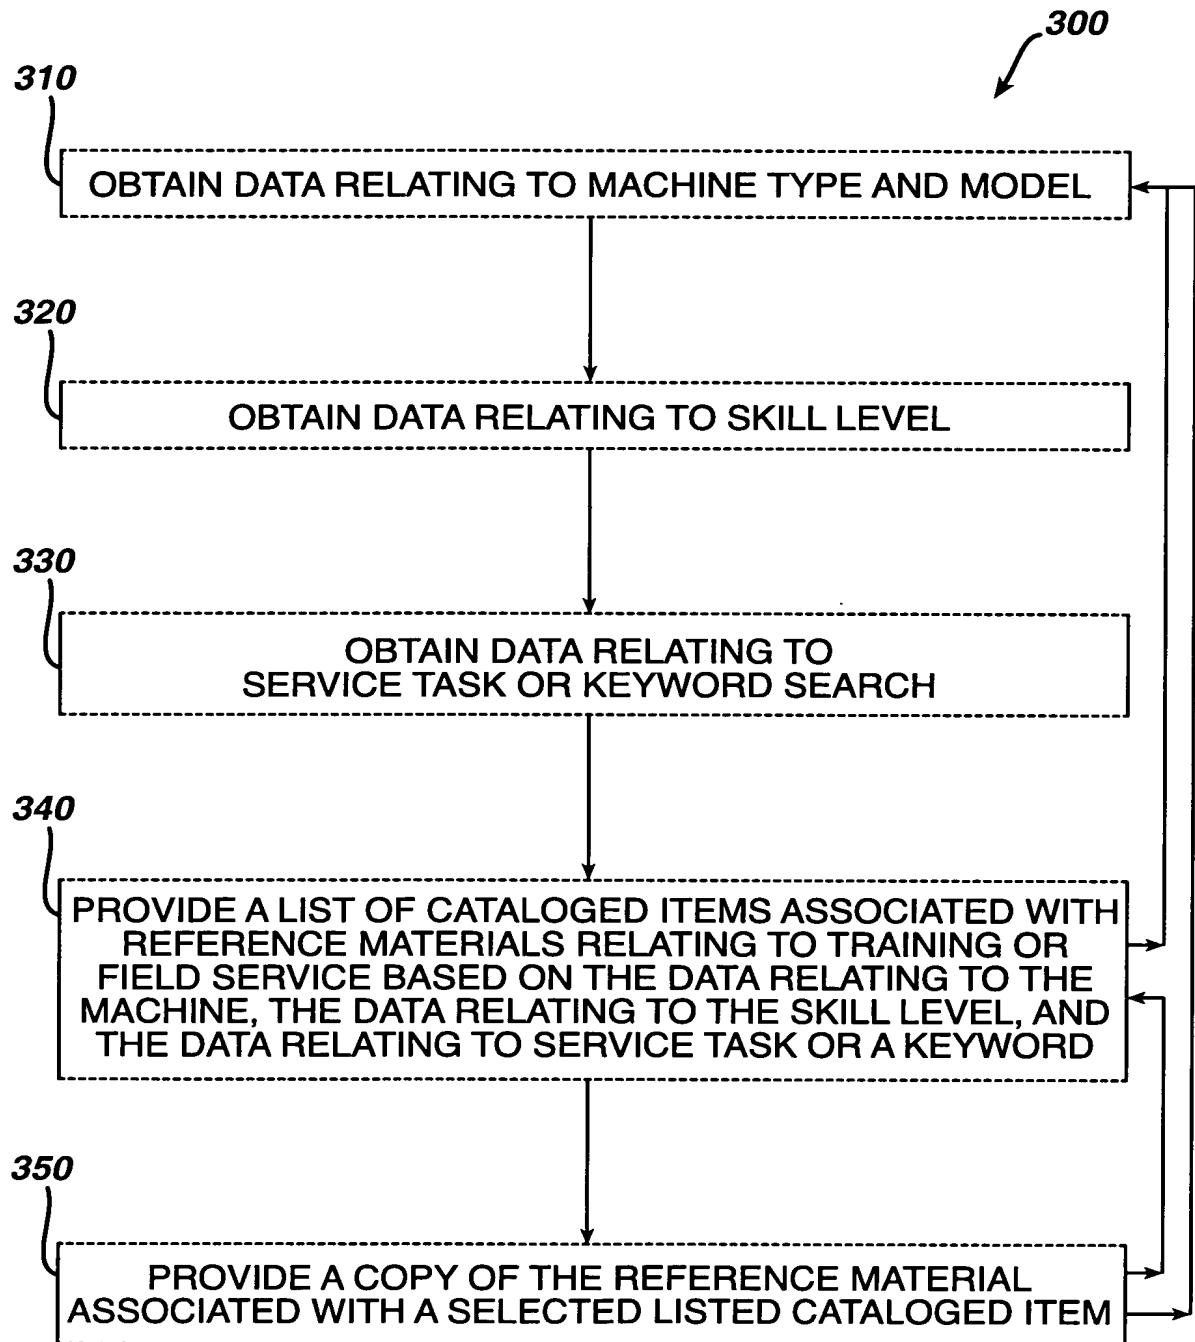 300
310
OBTAIN DATA RELATING TO MACHINE TYPE AND MODEL
320
OBTAIN DATA RELATING TO SKILL LEVEL
330
OBTAIN DATA RELATING TO
SERVICE TASK OR KEYWORD SEARCH
340
PROVIDE A LIST OF CATALOGED ITEMS ASSOCIATED WITH
REFERENCE MATERIALS RELATING TO TRAINING OR
FIELD SERVICE BASED ON THE DATA RELATING TO THE
MACHINE, THE DATA RELATING TO THE SKILL LEVEL, AND
THE DATA RELATING TO SERVICE TASK OR A KEYWORD
350
PROVIDE A COPY OF THE REFERENCE MATERIAL
ASSOCIATED WITH A SELECTED LISTED CATALOGED ITEM